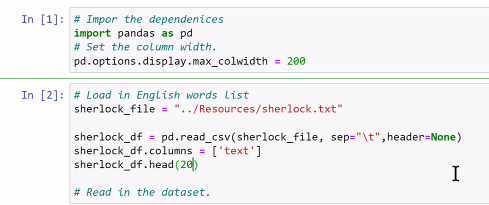 In [1]: # Impor the dependenices
import pandas as pd
# Set the column width.
pd.options.display.max_colwidth = 200
In [2]: # Load in English words list
sherlock_file = "../Resources/sherlock.txt"
sherlock_df = pd.read_csv(sherlock_file, sep="\t",header=None)
sherlock_df.columns = ['text']
sherlock_df.head(20)
# Read in the dataset.